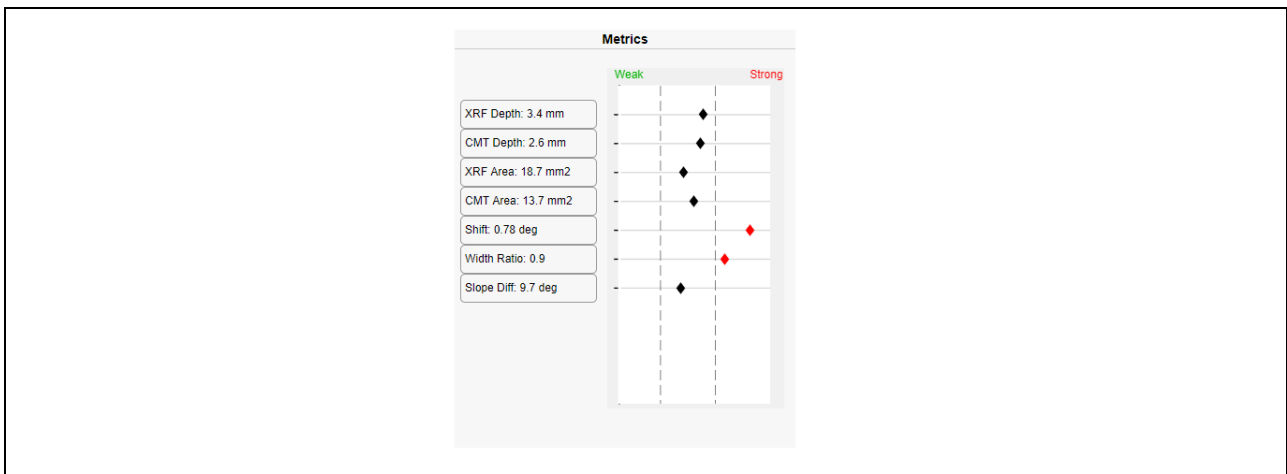 Metrics
Weak Strong
XRF Depth: 3.4 mm
CMT Depth: 2.6 mm
XRF Area: 18.7 mm2
CMT Area: 13.7 mm2
Shift: 0.78 deg
Width Ratio: 0.9
Slope Diff: 9.7 deg